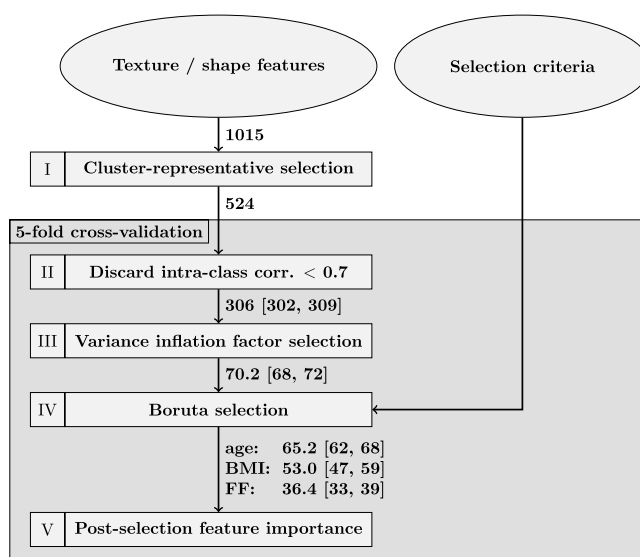 Texture / shape features
Selection criteria
1015
I Cluster-representative selection
524
5-fold cross-validation
II Discard intra-class corr. < 0.7
306 [302, 309]
III Variance inflation factor selection
70.2 [68, 72]
IV Boruta selection
age: 65.2 [62, 68]
BMI: 53.0 [47, 59]
FF: 36.4 [33, 39]
V Post-selection feature importance